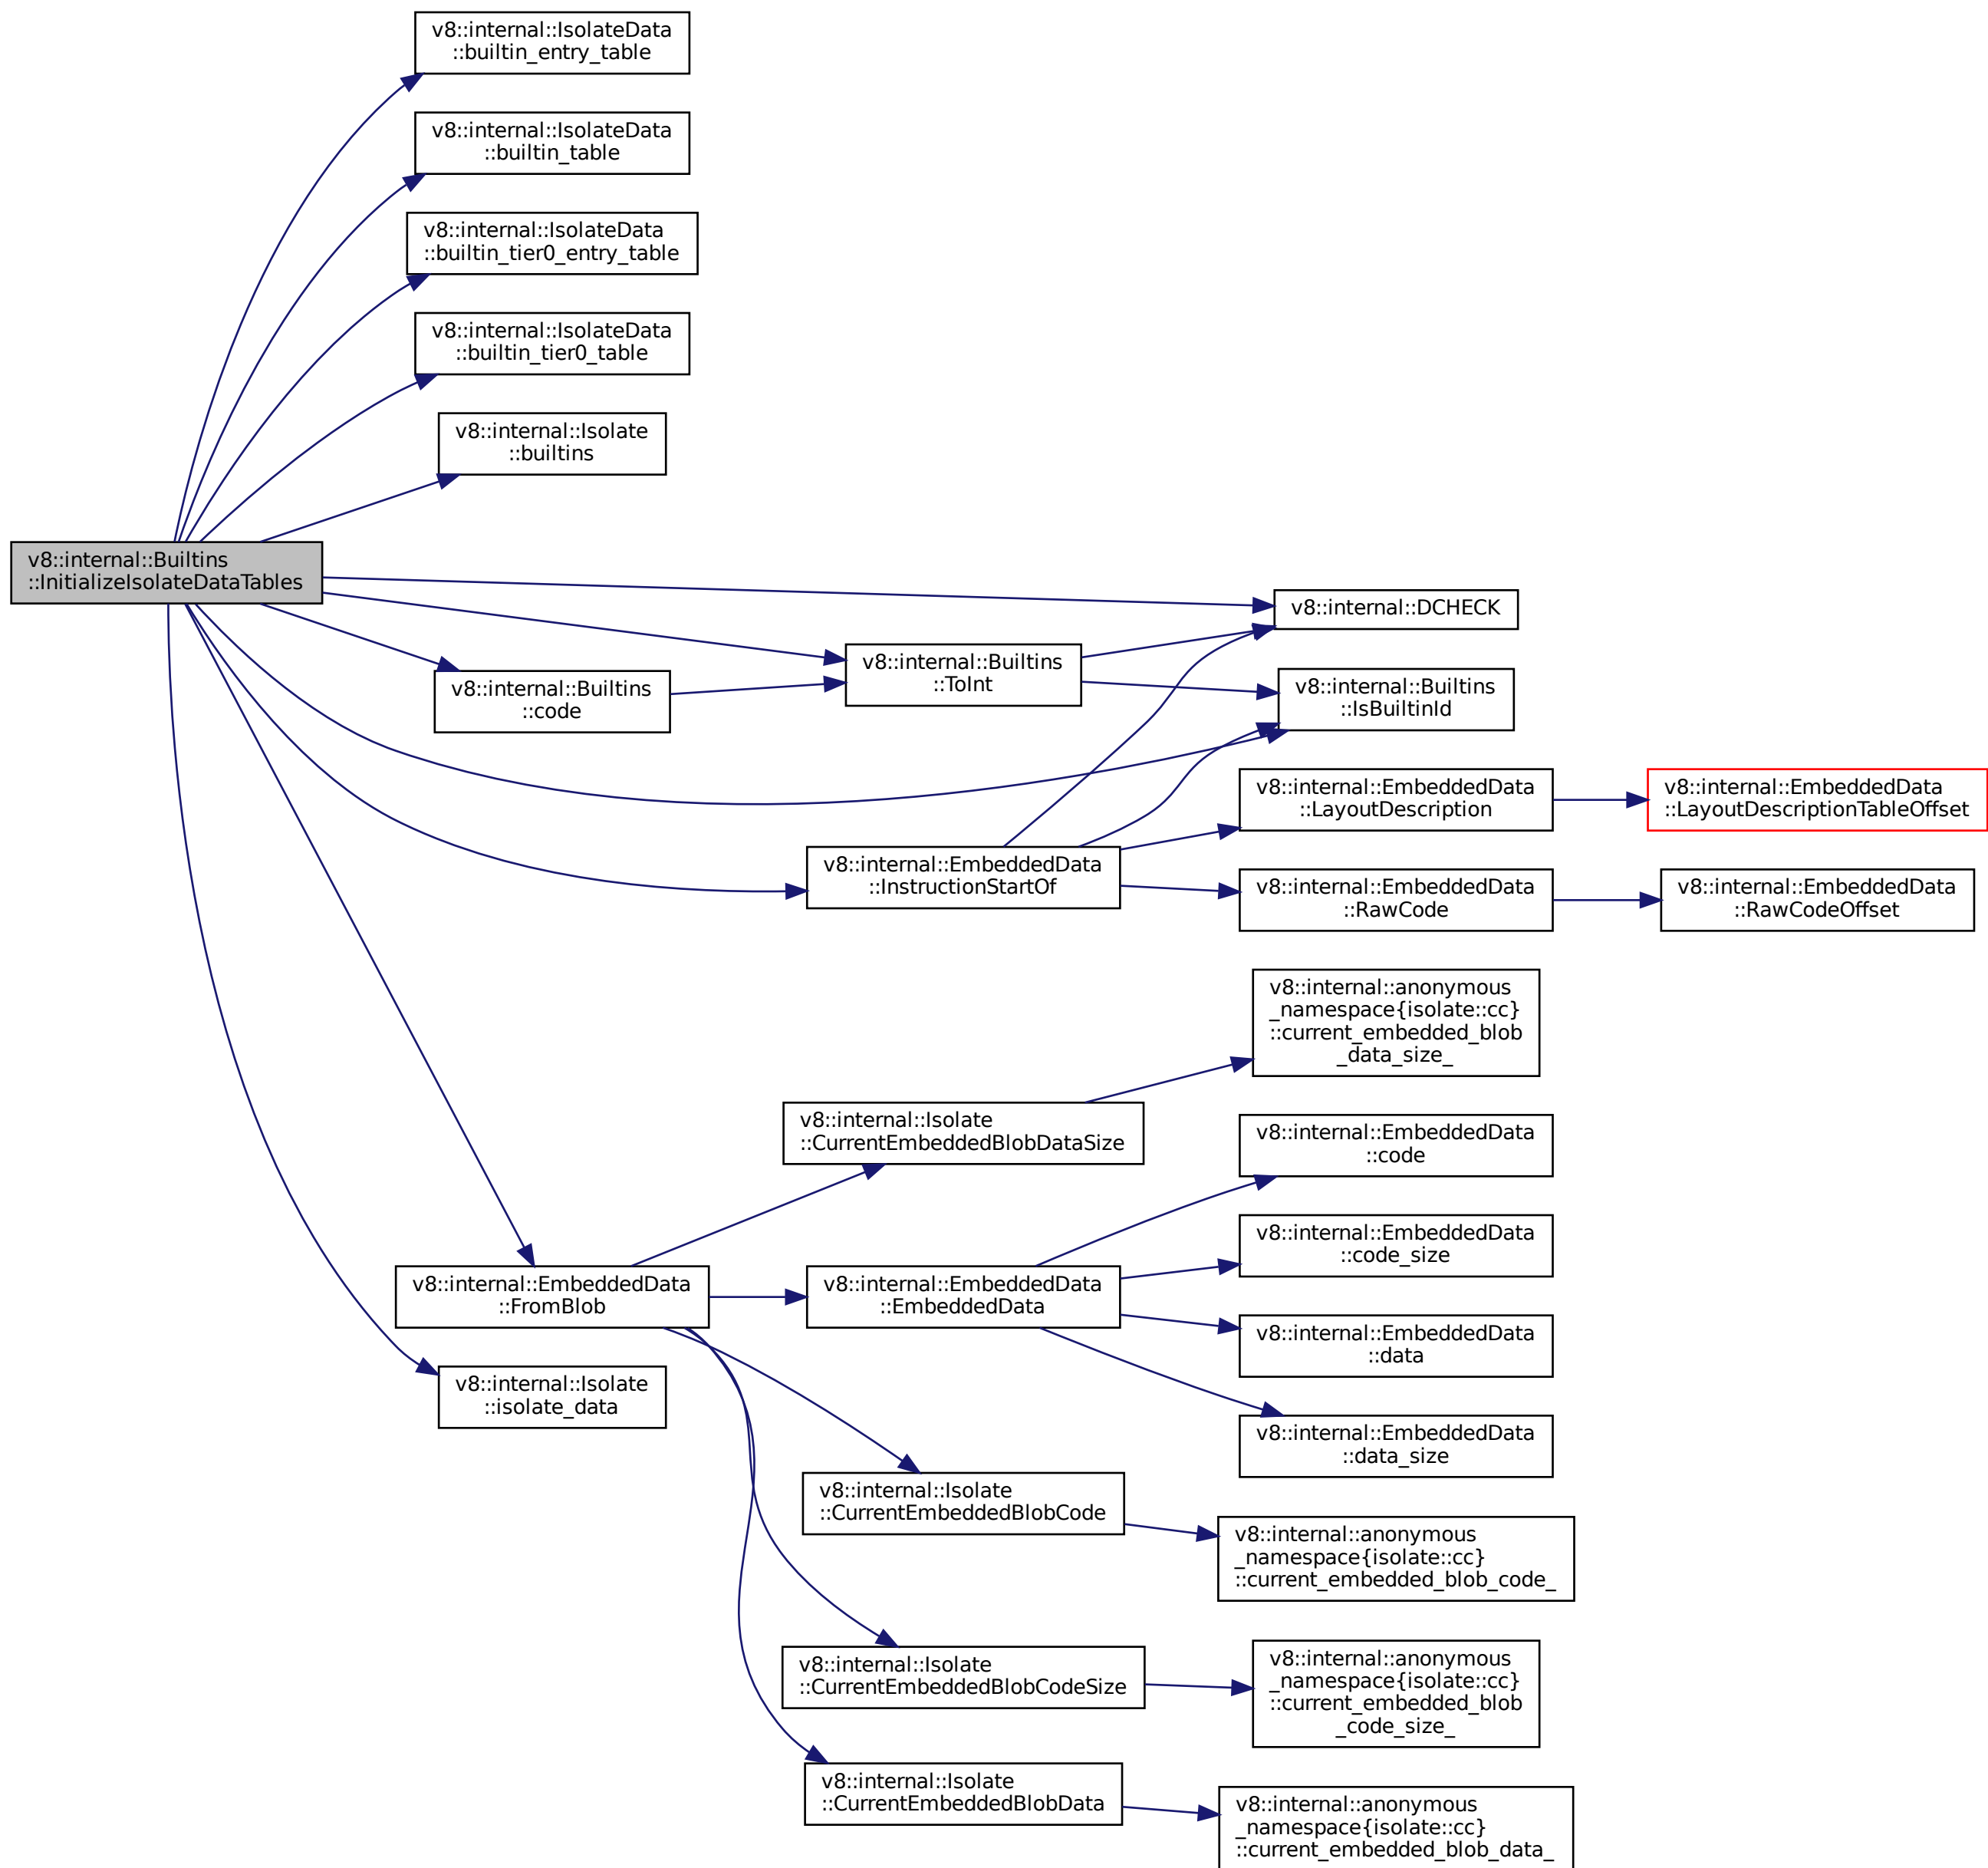 v8::internal::IsolateData
::builtin_entry_table
v8::internal::IsolateData
::builtin_table
v8::internal::IsolateData
::builtin_tier0_entry_table
v8::internal::IsolateData
::builtin_tier0_table
v8::internal::Isolate
::builtins
v8::internal::Builtins
::InitializeIsolateDataTables
v8::internal::DCHECK
v8::internal::Builtins
::ToInt
v8::internal::Builtins
::code
v8::internal::Builtins
::IsBuiltinId
v8::internal::EmbeddedData
::LayoutDescription
v8::internal::EmbeddedData
::LayoutDescriptionTableOffset
v8::internal::EmbeddedData
::InstructionStartOf
v8::internal::EmbeddedData
::RawCode
v8::internal::EmbeddedData
::RawCodeOffset
v8::internal::anonymous
_namespace{isolate::cc}
::current_embedded_blob
_data_size_
v8::internal::Isolate
::CurrentEmbeddedBlobDataSize
v8::internal::EmbeddedData
::code
v8::internal::EmbeddedData
::code_size
v8::internal::EmbeddedData
::FromBlob
v8::internal::EmbeddedData
::EmbeddedData
v8::internal::EmbeddedData
::data
v8::internal::Isolate
::isolate_data
v8::internal::EmbeddedData
::data_size
v8::internal::Isolate
::CurrentEmbeddedBlobCode
v8::internal::anonymous
_namespace{isolate::cc}
::current_embedded_blob_code_
v8::internal::Isolate
::CurrentEmbeddedBlobCodeSize
v8::internal::anonymous
_namespace{isolate::cc}
::current_embedded_blob
_code_size_
v8::internal::Isolate
::CurrentEmbeddedBlobData
v8::internal::anonymous
_namespace{isolate::cc}
::current_embedded_blob_data_